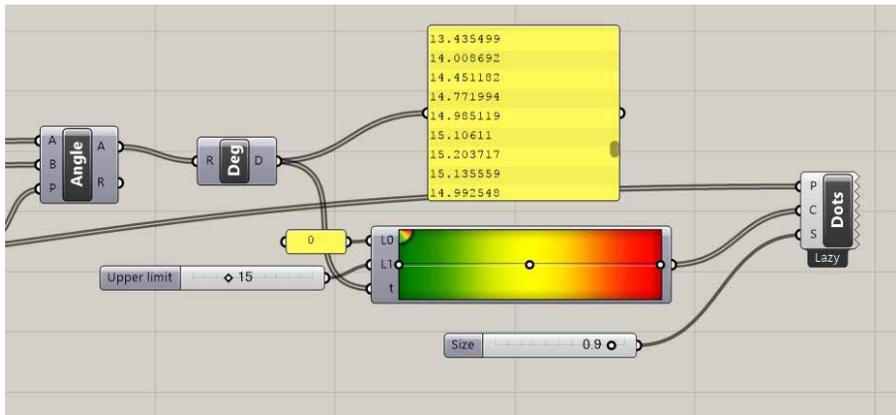 13.435499
14.008692
14.451182
14.771994
14.985119
15.10611
15.203717
15.135559
14.992548
A
B
P
Angle
A
R
R
Deg
D
0
L0
L1
t
Upper limit
15
Size
0.9
P
C
S
Dots
Lazy